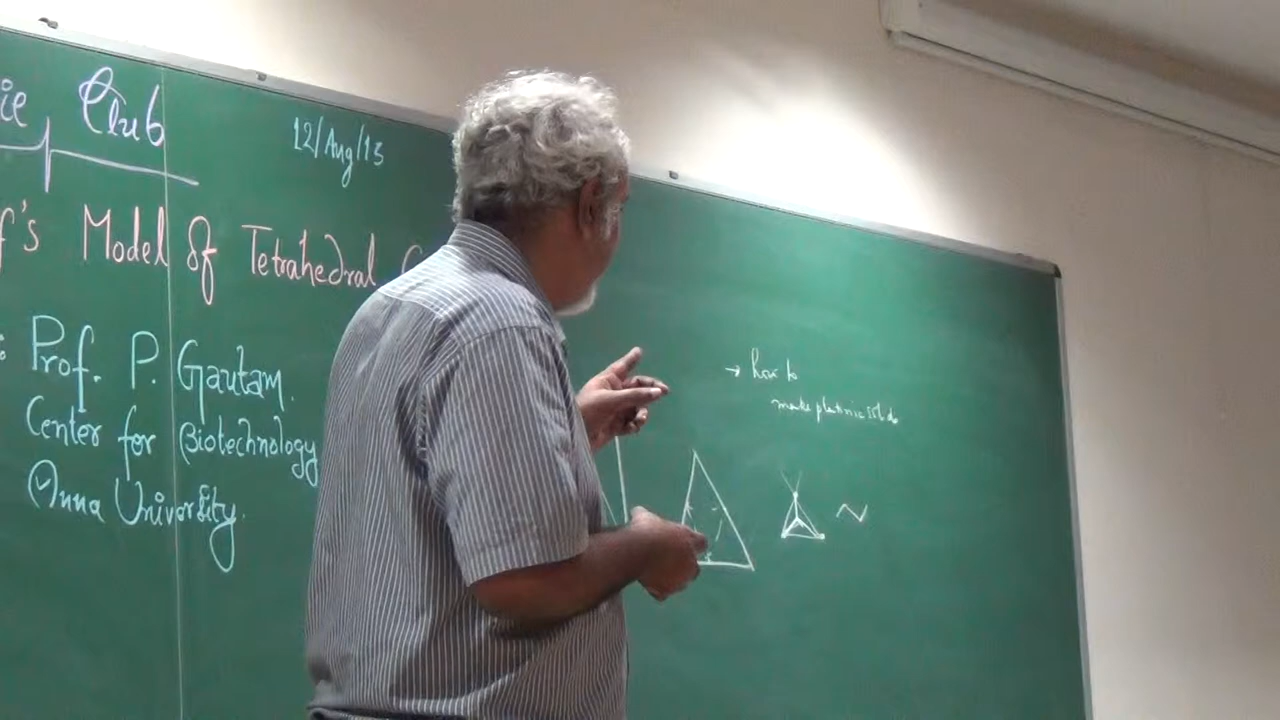 ie Club
12/Aug/13
f's Model of Tetrahedral
: Prof. P. Gautam.
Center for Biotechnology
Anna University.
→ how to
make platonic solids